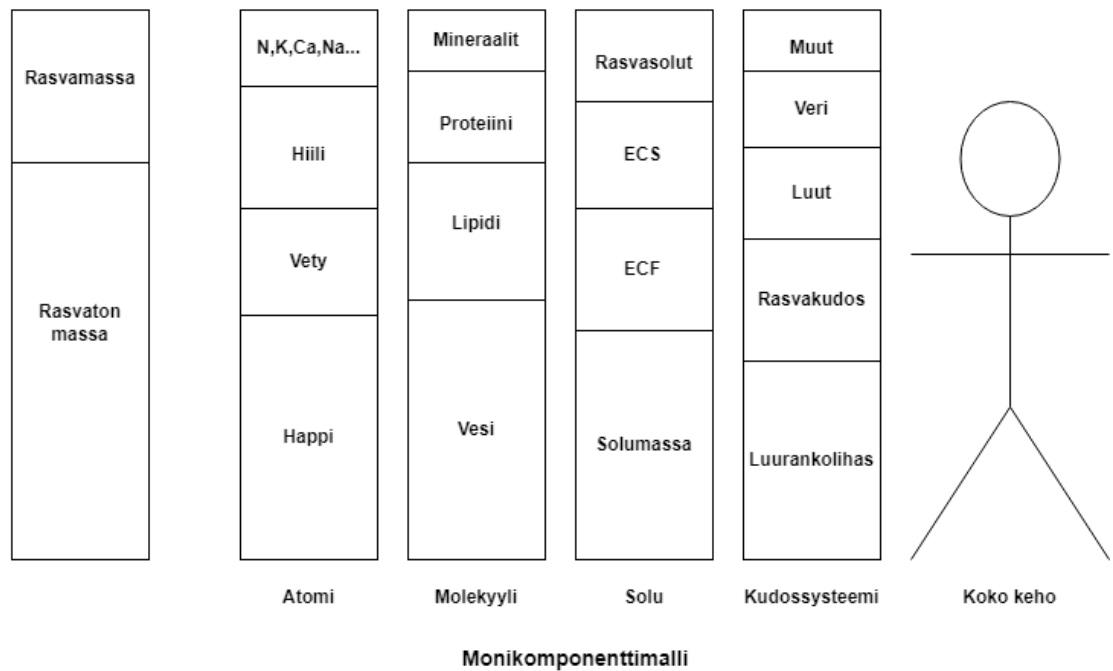 Rasvamassa
Rasvaton
massa
N,K,Ca,Na...
Hiili
Vety
Happi
Atomi
Mineraalit
Proteiini
Lipidi
Vesi
Molekyyli
Rasvasolut
ECS
ECF
Solumassa
Solu
Muut
Veri
Luut
Rasvakudos
Luurankolihas
Kudossysteemi
Koko keho
Monikomponenttimalli